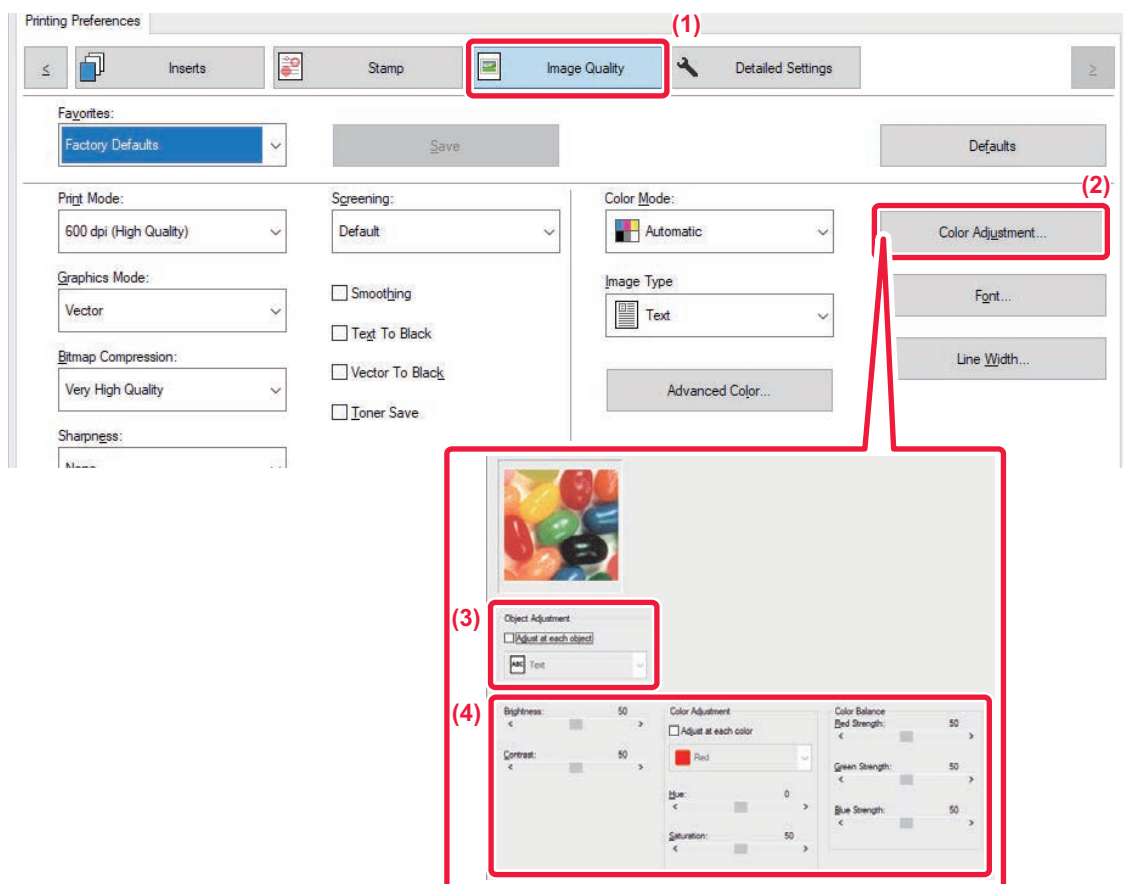 Printing Preferences
(1)
< Inserts Stamp Image Quality Detailed Settings >
Favorites:
Factory Defaults Save Defaults
(2)
Print Mode: Screening: Color Mode:
600 dpi (High Quality) Default Automatic Color Adjustment...
Graphics Mode: Image Type
Smoothing Font...
Vector Text
Text To Black
Bitmap Compression: Line Width...
Vector To Black
Very High Quality Advanced Color...
Toner Save
Sharpness:
None
(3)
Object Adjustment
Adjust at each object
ABC Text
(4)
Brightness: 50 Color Adjustment Color Balance
Red Strength: 50
Adjust at each color
Contrast: 50 Red
Green Strength: 50
Hue: 0
Blue Strength: 50
Saturation: 50